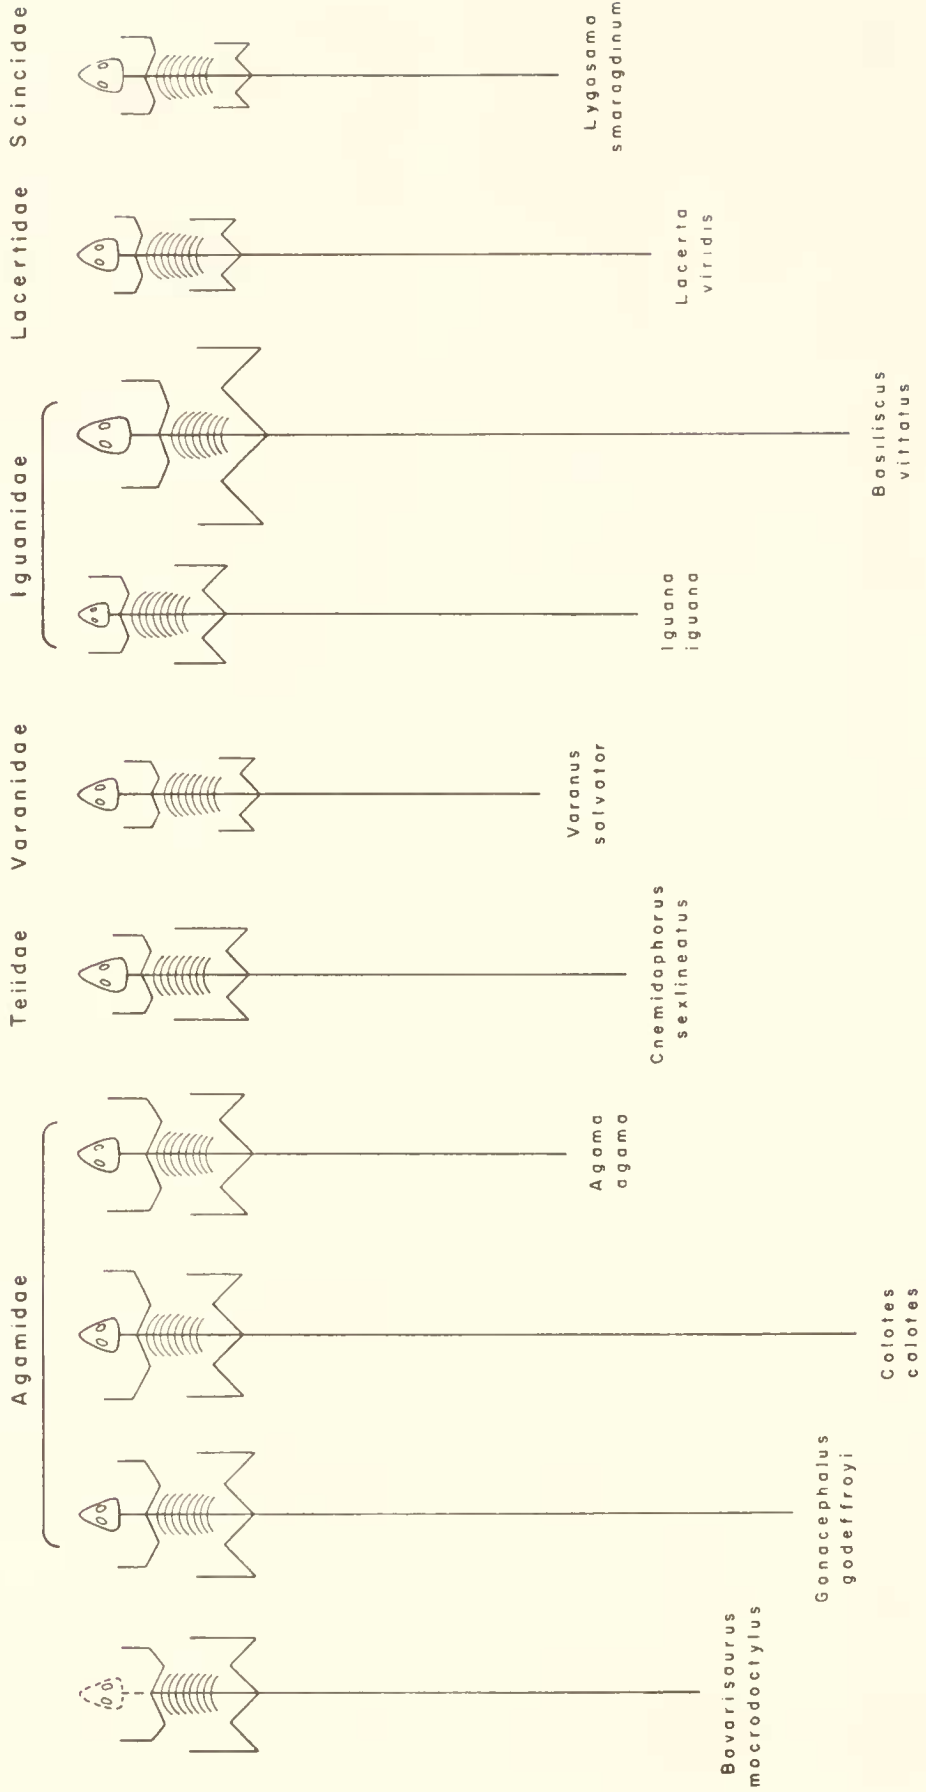 Agamidae
Teiidae
Varanidae
Iguanidae
Lacertidae
Scincidae
Bavarisaurus
macrodactylus
Gonocephalus
godeffroyi
Calotes
calotes
Agama
agama
Cnemidophorus
sexlineatus
Varanus
salvator
Iguana
iguana
Basiliscus
vittatus
Lacerta
viridis
Lygosoma
smaragdinum